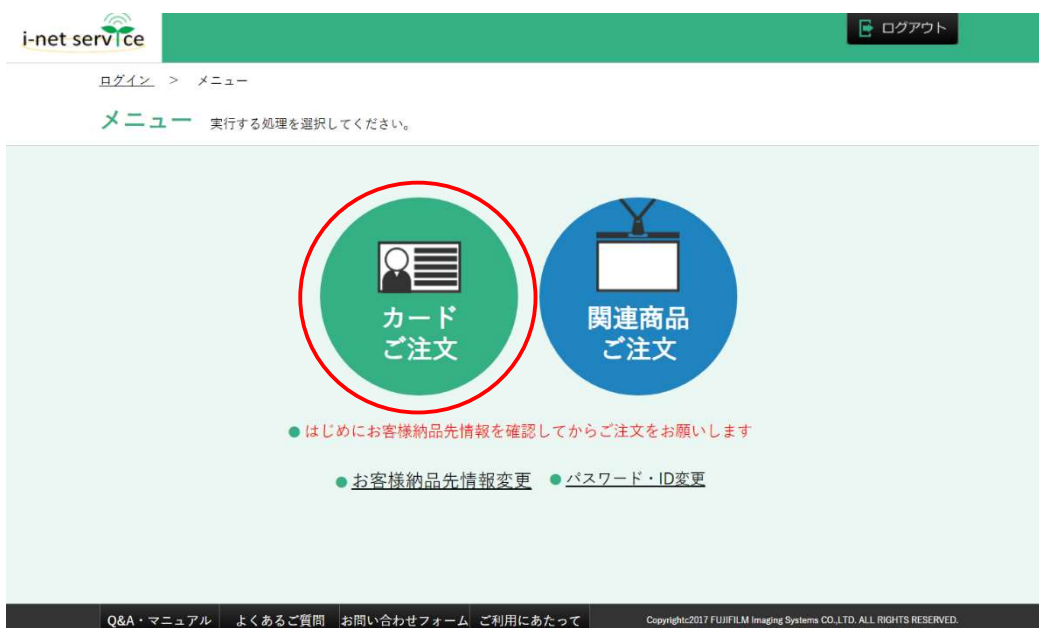 i-net service
ログアウト
ログイン > メニュー
メニュー 実行する処理を選択してください。
カード
ご注文
関連商品
ご注文
●はじめにお客様納品先情報を確認してからご注文をお願いします
●お客様納品先情報変更 ●パスワード・ID変更
Q&A・マニュアル よくあるご質問 お問い合わせフォーム ご利用にあたって Copyright:c2017 FUJIFILM Imaging Systems CO.,LTD. ALL RIGHTS RESERVED.